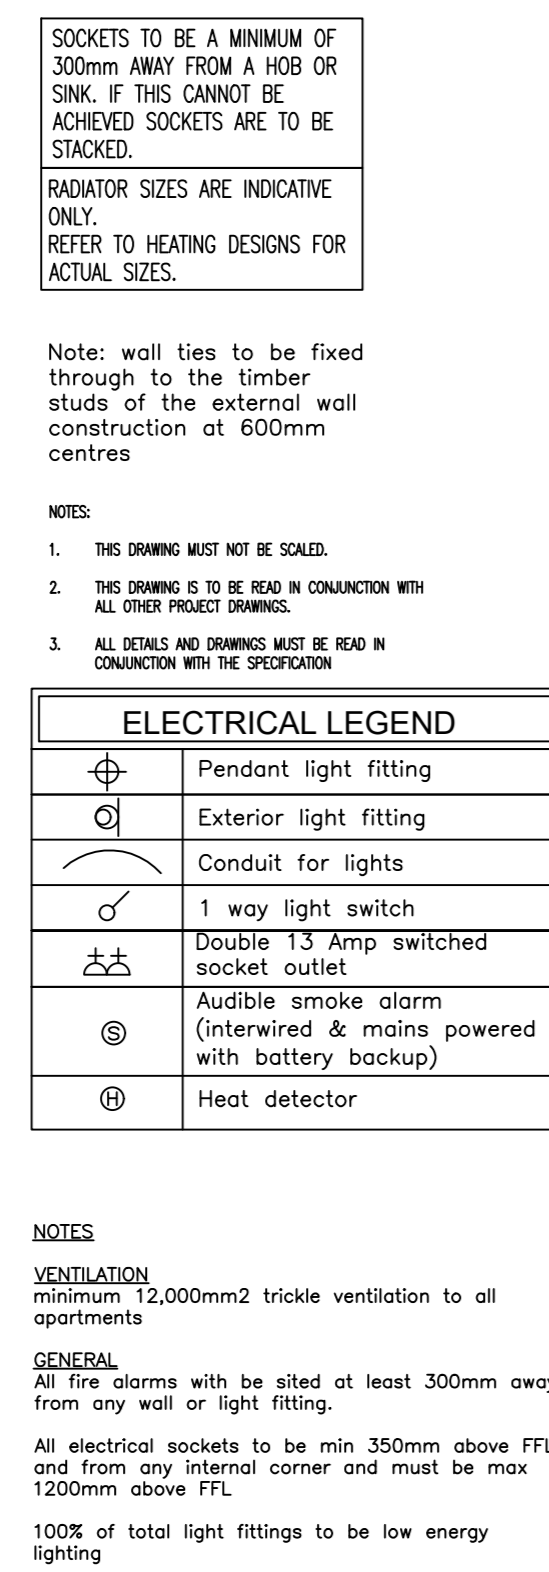 SOCKETS TO BE A MINIMUM OF
300mm AWAY FROM A HOB OR
SINK. IF THIS CANNOT BE
ACHIEVED SOCKETS ARE TO BE
STACKED.
RADIATOR SIZES ARE INDICATIVE
ONLY.
REFER TO HEATING DESIGNS FOR
ACTUAL SIZES.
Note: wall ties to be fixed
through to the timber
studs of the external wall
construction at 600mm
centres
NOTES:
1. THIS DRAWING MUST NOT BE SCALED.
2. THIS DRAWING IS TO BE READ IN CONJUNCTION WITH
ALL OTHER PROJECT DRAWINGS.
3. ALL DETAILS AND DRAWINGS MUST BE READ IN
CONJUNCTION WITH THE SPECIFICATION
ELECTRICAL LEGEND
Pendant light fitting
Exterior light fitting
Conduit for lights
1 way light switch
Double 13 Amp switched
socket outlet
S
Audible smoke alarm
(interwired & mains powered
with battery backup)
H
Heat detector
NOTES
VENTILATION
minimum 12,000mm2 trickle ventilation to all
apartments
GENERAL
All fire alarms with be sited at least 300mm away
from any wall or light fitting.
All electrical sockets to be min 350mm above FFL
and from any internal corner and must be max
1200mm above FFL
100% of total light fittings to be low energy
lighting